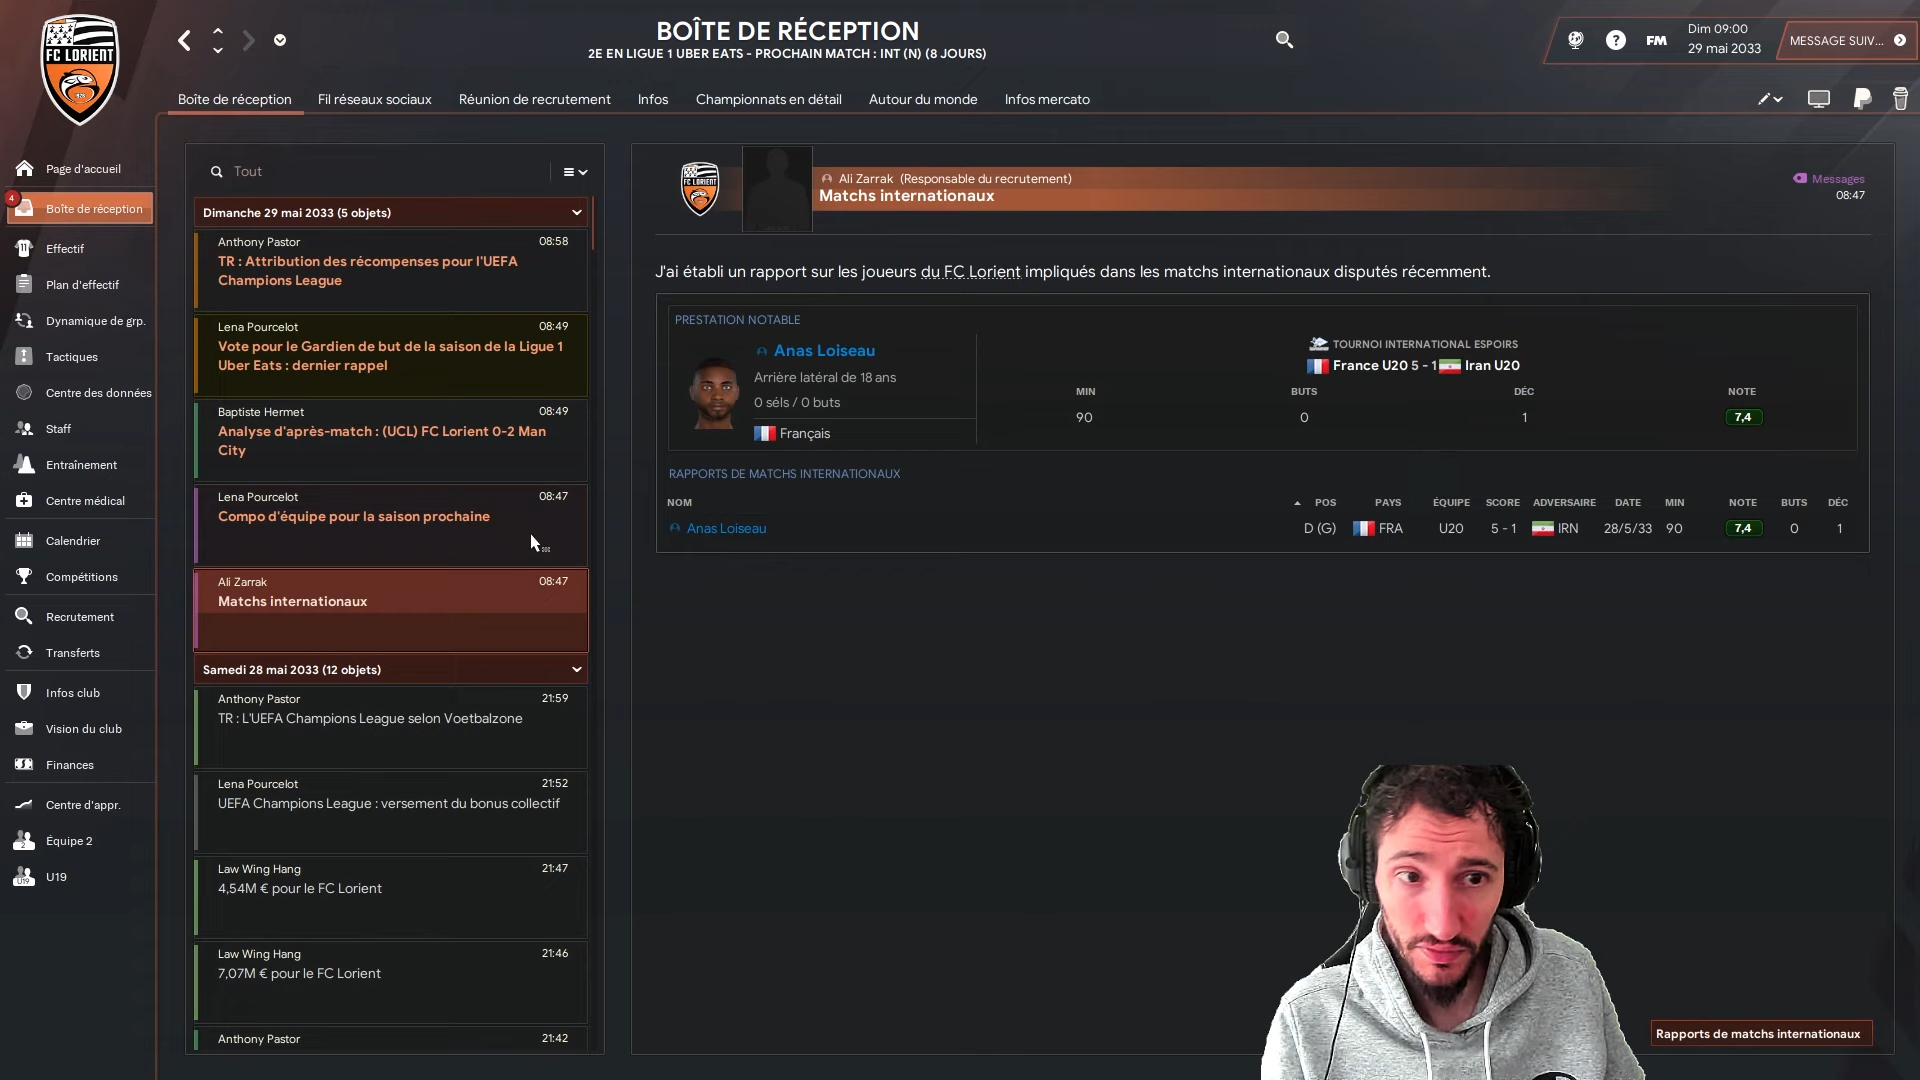 FC LORIENT
BOÎTE DE RÉCEPTION
2E EN LIGUE 1 UBER EATS - PROCHAIN MATCH : INT (N) (8 JOURS)
FM
Dim 09:00
29 mai 2033
MESSAGE SUIV...
Boîte de réception
Fil réseaux sociaux
Réunion de recrutement
Infos
Championnats en détail
Autour du monde
Infos mercato
Page d'accueil
4
Boîte de réception
Effectif
Plan d'effectif
Dynamique de grp.
Tactiques
Centre des données
Staff
Entraînement
Centre médical
Calendrier
Compétitions
Recrutement
Transferts
Infos club
Vision du club
Finances
Centre d'appr.
Équipe 2
U19
Tout
Dimanche 29 mai 2033 (5 objets)
Anthony Pastor 08:58
TR : Attribution des récompenses pour l'UEFA
Champions League
Lena Pourcelot 08:49
Vote pour le Gardien de but de la saison de la Ligue 1
Uber Eats : dernier rappel
Baptiste Hermet 08:49
Analyse d'après-match : (UCL) FC Lorient 0-2 Man
City
Lena Pourcelot 08:47
Compo d'équipe pour la saison prochaine
Ali Zarrak 08:47
Matchs internationaux
Samedi 28 mai 2033 (12 objets)
Anthony Pastor 21:59
TR : L'UEFA Champions League selon Voetbalzone
Lena Pourcelot 21:52
UEFA Champions League : versement du bonus collectif
Law Wing Hang 21:47
4,54M € pour le FC Lorient
Law Wing Hang 21:46
7,07M € pour le FC Lorient
Anthony Pastor 21:42
FC LORIENT
Ali Zarrak (Responsable du recrutement)
Matchs internationaux
Messages
08:47
J'ai établi un rapport sur les joueurs du FC Lorient impliqués dans les matchs internationaux disputés récemment.
PRESTATION NOTABLE
Anas Loiseau
Arrière latéral de 18 ans
0 séls / 0 buts
Français
TOURNOI INTERNATIONAL ESPOIRS
France U20 5 - 1 Iran U20
MIN BUTS DÉC NOTE
90 0 1 7,4
RAPPORTS DE MATCHS INTERNATIONAUX
NOM POS PAYS ÉQUIPE SCORE ADVERSAIRE DATE MIN NOTE BUTS DÉC
Anas Loiseau D (G) FRA U20 5 - 1 IRN 28/5/33 90 7,4 0 1
Rapports de matchs internationaux